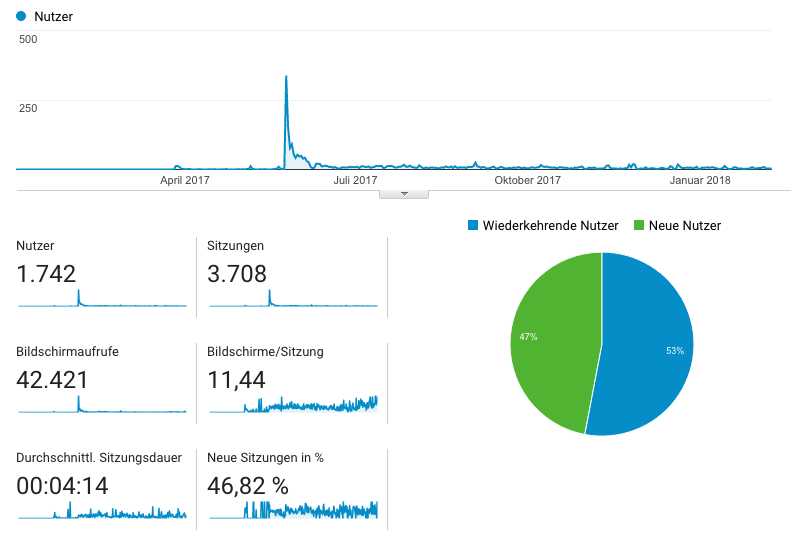 Nutzer
500
250
April 2017 Juli 2017 Oktober 2017 Januar 2018
Wiederkehrende Nutzer Neue Nutzer
Nutzer
1.742
Sitzungen
3.708
Bildschirmaufrufe
42.421
Bildschirme/Sitzung
11,44
Durchschnittl. Sitzungsdauer
00:04:14
Neue Sitzungen in %
46,82 %
47%
53%